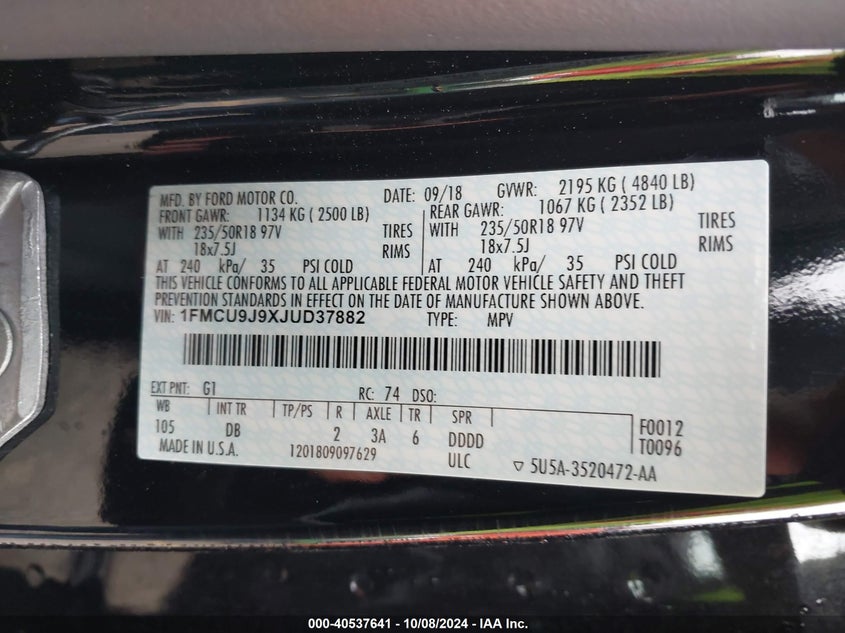 MFD. BY FORD MOTOR CO. DATE: 09/18 GVWR: 2195 KG ( 4840 LB)
FRONT GAWR: 1134 KG ( 2500 LB) REAR GAWR: 1067 KG ( 2352 LB)
WITH 235/50R18 97V TIRES WITH 235/50R18 97V TIRES
18x7.5J RIMS 18x7.5J RIMS
AT 240 kPa/ 35 PSI COLD AT 240 kPa/ 35 PSI COLD
THIS VEHICLE CONFORMS TO ALL APPLICABLE FEDERAL MOTOR VEHICLE SAFETY AND THEFT
PREVENTION STANDARDS IN EFFECT ON THE DATE OF MANUFACTURE SHOWN ABOVE.
VIN: 1FMCU9J9XJUD37882 TYPE: MPV
EXT PNT: G1 RC: 74 DSO:
WB INT TR TP/PS R AXLE TR SPR F0012
105 DB 2 3A 6 DDDD T0096
MADE IN U.S.A. 1201809097629 ULC ▽ 5U5A-3520472-AA
000-40537641 - 10/08/2024 - IAA Inc.